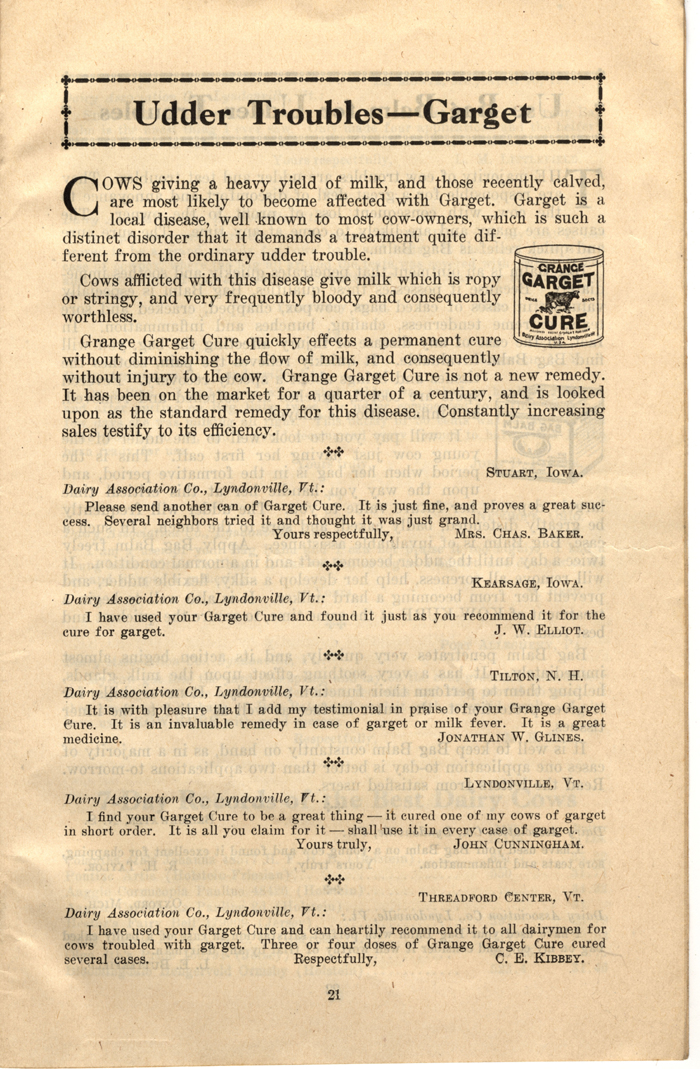 Udder Troubles—Garget
COWS giving a heavy yield of milk, and those recently calved,
are most likely to become affected with Garget. Garget is a
local disease, well known to most cow-owners, which is such a
distinct disorder that it demands a treatment quite dif-
ferent from the ordinary udder trouble.
GRANGE
GARGET
CURE
Dairy Association Lyndonville
Cows afflicted with this disease give milk which is ropy
or stringy, and very frequently bloody and consequently
worthless.
Grange Garget Cure quickly effects a permanent cure
without diminishing the flow of milk, and consequently
without injury to the cow. Grange Garget Cure is not a new remedy.
It has been on the market for a quarter of a century, and is looked
upon as the standard remedy for this disease. Constantly increasing
sales testify to its efficiency.
STUART, IOWA.
Dairy Association Co., Lyndonville, Vt.:
Please send another can of Garget Cure. It is just fine, and proves a great suc-
cess. Several neighbors tried it and thought it was just grand.
Yours respectfully, MRS. CHAS. BAKER.
KEARSAGE, IOWA.
Dairy Association Co., Lyndonville, Vt.:
I have used your Garget Cure and found it just as you recommend it for the
cure for garget. J. W. ELLIOT.
TILTON, N. H.
Dairy Association Co., Lyndonville, Vt.:
It is with pleasure that I add my testimonial in praise of your Grange Garget
Cure. It is an invaluable remedy in case of garget or milk fever. It is a great
medicine. JONATHAN W. GLINES.
LYNDONVILLE, VT.
Dairy Association Co., Lyndonville, Vt.:
I find your Garget Cure to be a great thing — it cured one of my cows of garget
in short order. It is all you claim for it — shall use it in every case of garget.
Yours truly, JOHN CUNNINGHAM.
THREADFORD CENTER, VT.
Dairy Association Co., Lyndonville, Vt.:
I have used your Garget Cure and can heartily recommend it to all dairymen for
cows troubled with garget. Three or four doses of Grange Garget Cure cured
several cases. Respectfully, C. E. KIBBEY.
21